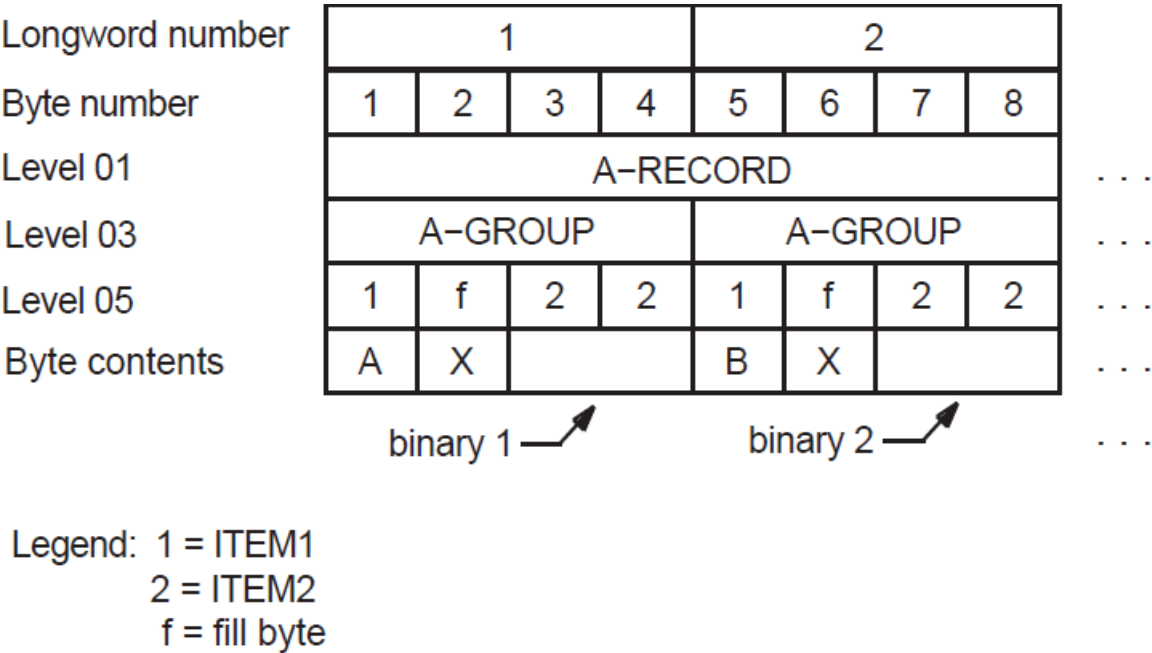 Longword number 1 2
Byte number 1 2 3 4 5 6 7 8
Level 01 A−RECORD . . .
Level 03 A−GROUP A−GROUP . . .
Level 05 1 f 2 2 1 f 2 2 . . .
Byte contents A X B X . . .
binary 1 binary 2 . . .
Legend: 1 = ITEM1
2 = ITEM2
f = fill byte